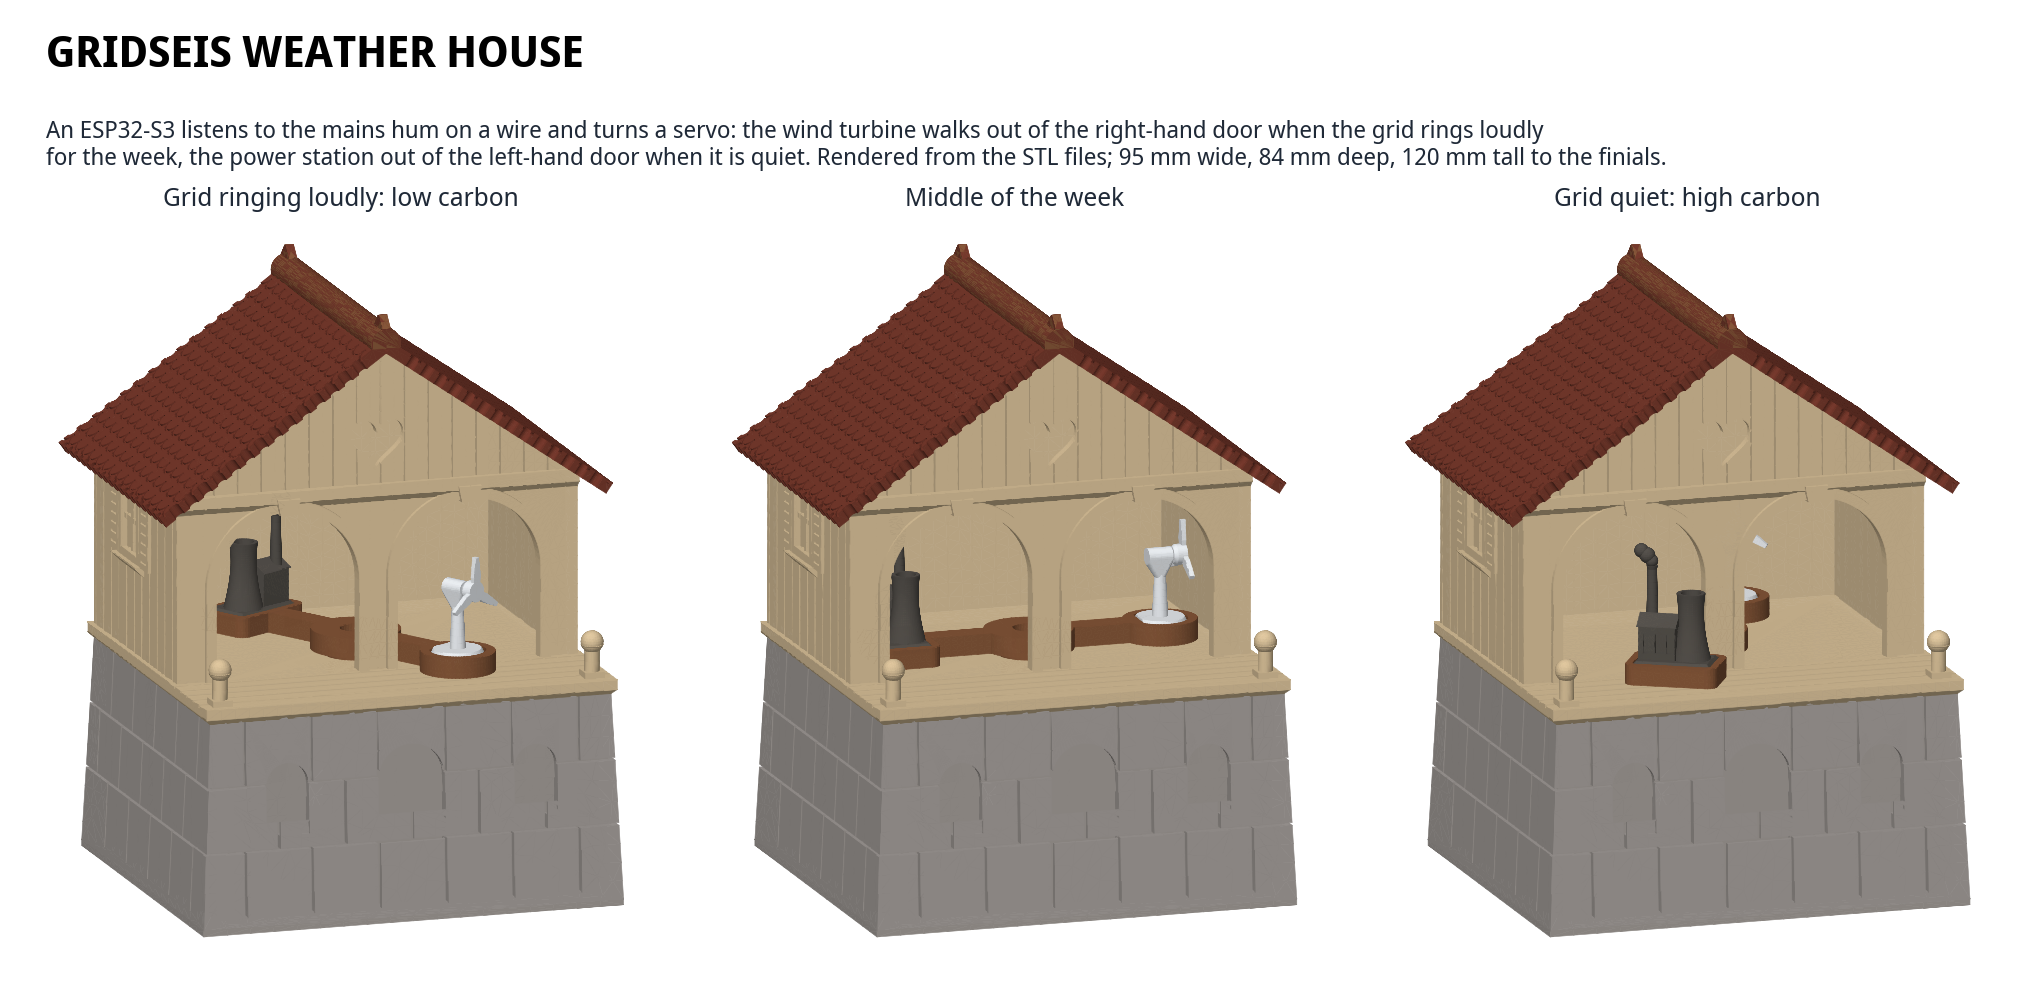 GRIDSEIS WEATHER HOUSE
An ESP32-S3 listens to the mains hum on a wire and turns a servo: the wind turbine walks out of the right-hand door when the grid rings loudly
for the week, the power station out of the left-hand door when it is quiet. Rendered from the STL files; 95 mm wide, 84 mm deep, 120 mm tall to the finials.
Grid ringing loudly: low carbon
Middle of the week
Grid quiet: high carbon